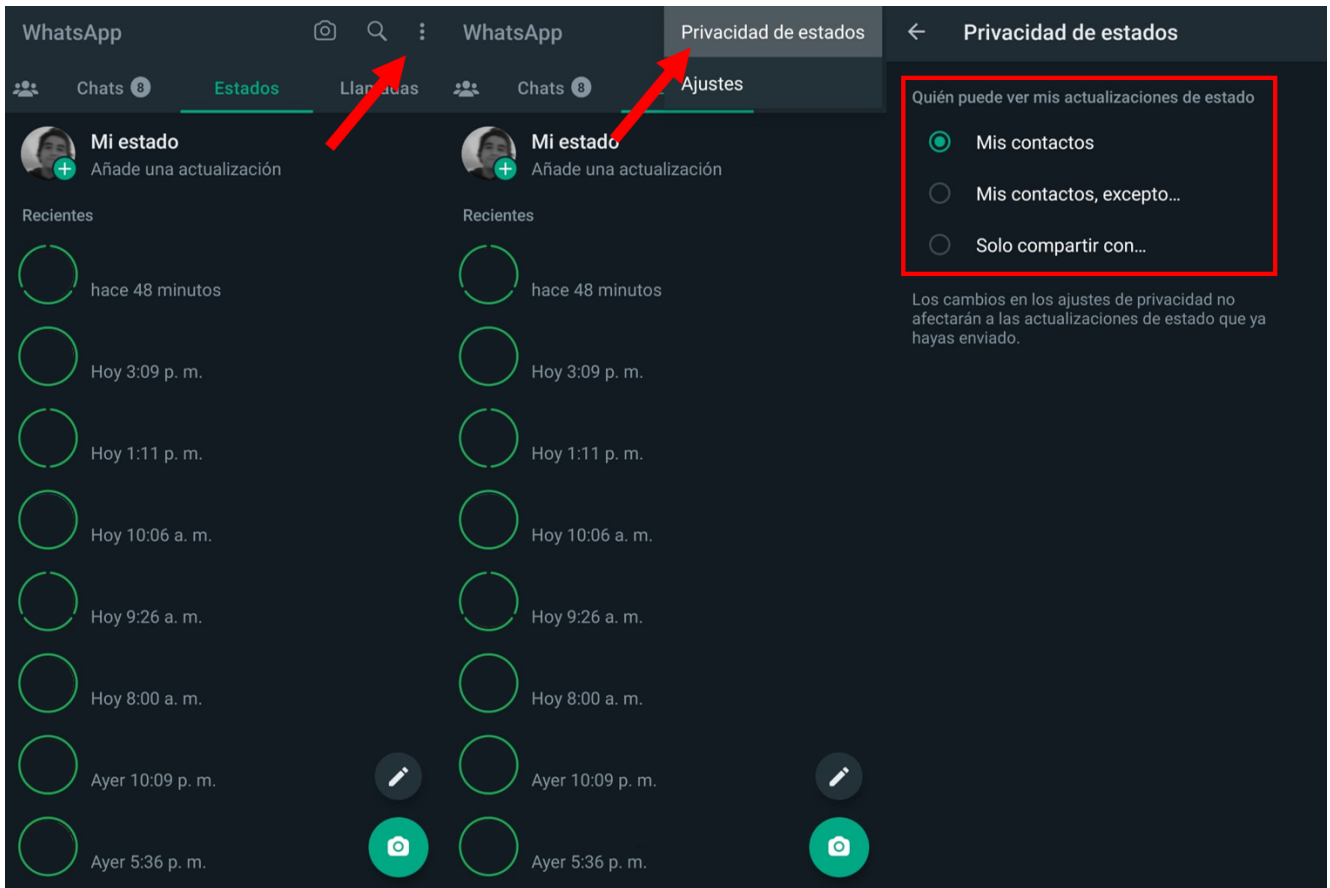 WhatsApp
Chats 8
Estados
Llamadas
Mi estado
Añade una actualización
Recientes
hace 48 minutos
Hoy 3:09 p. m.
Hoy 1:11 p. m.
Hoy 10:06 a. m.
Hoy 9:26 a. m.
Hoy 8:00 a. m.
Ayer 10:09 p. m.
Ayer 5:36 p. m.
WhatsApp
Privacidad de estados
Ajustes
Chats 8
Mi estado
Añade una actualización
Recientes
hace 48 minutos
Hoy 3:09 p. m.
Hoy 1:11 p. m.
Hoy 10:06 a. m.
Hoy 9:26 a. m.
Hoy 8:00 a. m.
Ayer 10:09 p. m.
Ayer 5:36 p. m.
Privacidad de estados
Quién puede ver mis actualizaciones de estado
Mis contactos
Mis contactos, excepto...
Solo compartir con...
Los cambios en los ajustes de privacidad no
afectarán a las actualizaciones de estado que ya
hayas enviado.